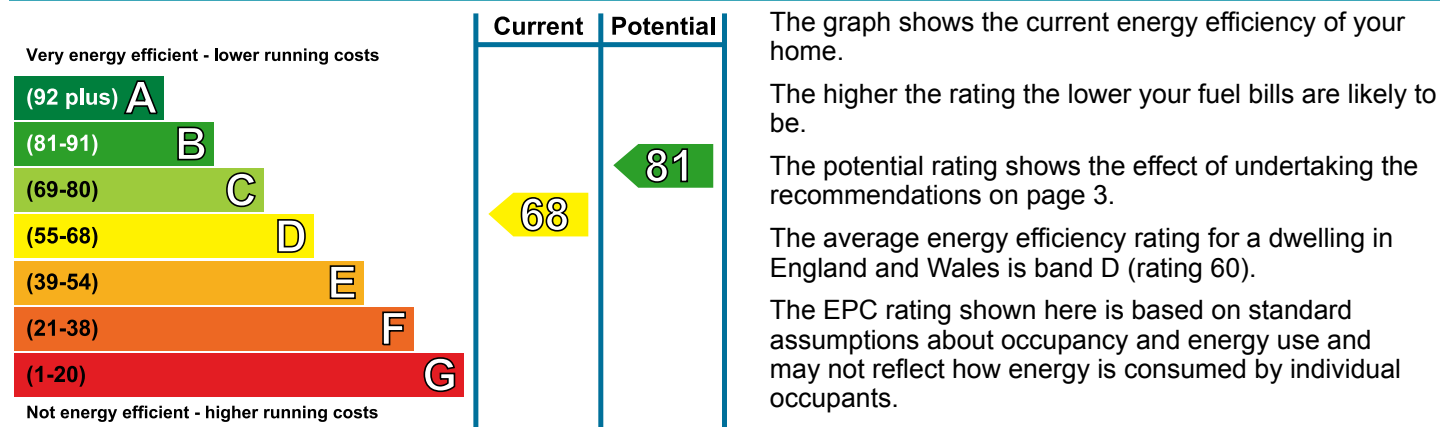 Current Potential
Very energy efficient - lower running costs
(92 plus) A
(81-91) B
(69-80) C
(55-68) D
(39-54) E
(21-38) F
(1-20) G
Not energy efficient - higher running costs
68
81
The graph shows the current energy efficiency of your
home.
The higher the rating the lower your fuel bills are likely to
be.
The potential rating shows the effect of undertaking the
recommendations on page 3.
The average energy efficiency rating for a dwelling in
England and Wales is band D (rating 60).
The EPC rating shown here is based on standard
assumptions about occupancy and energy use and
may not reflect how energy is consumed by individual
occupants.